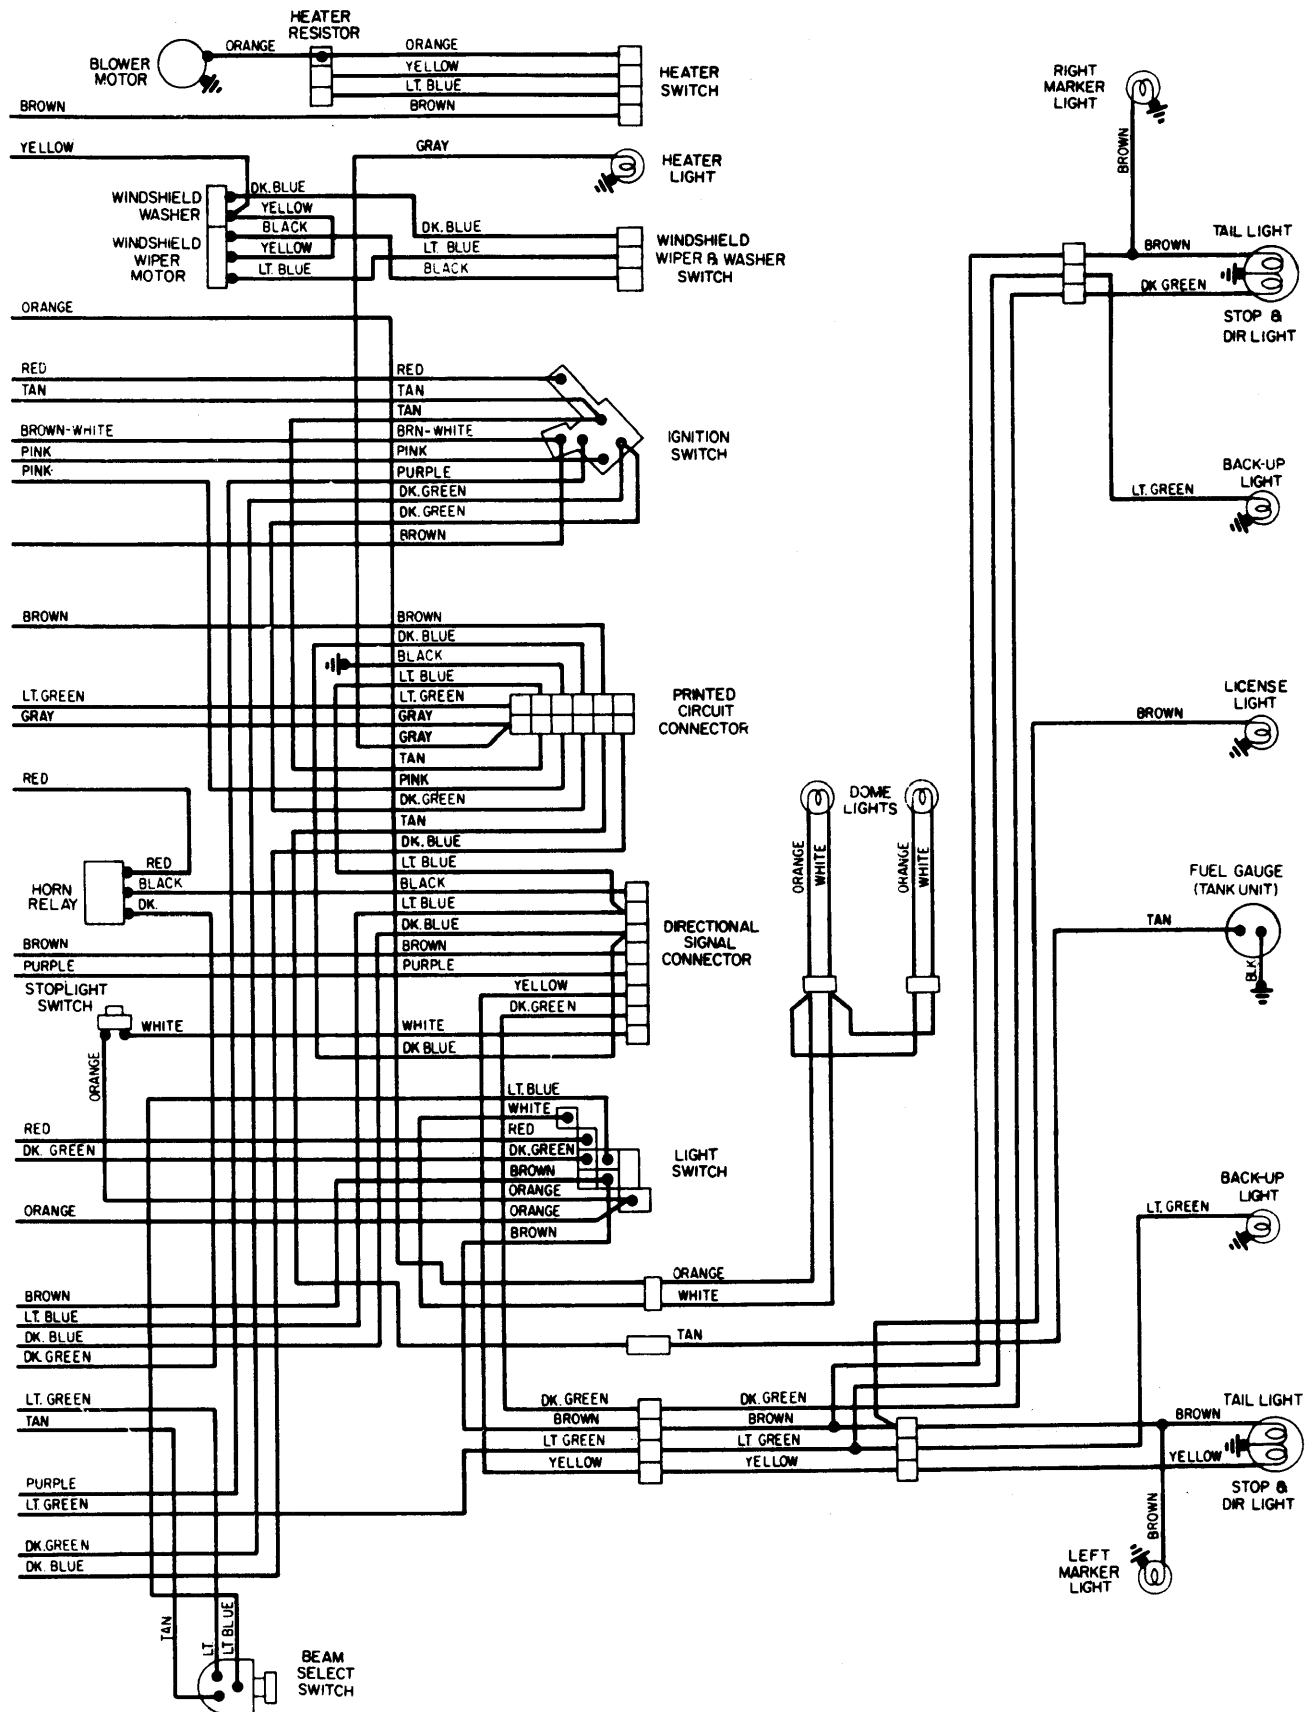 HEATER
RESISTOR
BLOWER
MOTOR
ORANGE
ORANGE
YELLOW
LT. BLUE
BROWN
BROWN
HEATER
SWITCH
RIGHT
MARKER
LIGHT
BROWN
YELLOW
GRAY
HEATER
LIGHT
WINDSHIELD
WASHER
WINDSHIELD
WIPER
MOTOR
DK. BLUE
YELLOW
BLACK
YELLOW
LT. BLUE
DK. BLUE
LT. BLUE
BLACK
WINDSHIELD
WIPER & WASHER
SWITCH
BROWN
DK GREEN
TAIL LIGHT
STOP &
DIR LIGHT
ORANGE
RED
TAN
BROWN-WHITE
PINK
PINK
RED
TAN
TAN
BRN-WHITE
PINK
PURPLE
DK. GREEN
DK. GREEN
BROWN
IGNITION
SWITCH
BACK-UP
LIGHT
LT. GREEN
BROWN
LT. GREEN
GRAY
BROWN
DK. BLUE
BLACK
LT. BLUE
LT. GREEN
GRAY
GRAY
TAN
PINK
DK. GREEN
TAN
DK. BLUE
LT. BLUE
PRINTED
CIRCUIT
CONNECTOR
LICENSE
LIGHT
BROWN
DOME
LIGHTS
ORANGE
WHITE
ORANGE
WHITE
FUEL GAUGE
(TANK UNIT)
TAN
BLK
RED
HORN
RELAY
RED
BLACK
DK.
BLACK
LT. BLUE
DK. BLUE
BROWN
PURPLE
BROWN
PURPLE
YELLOW
DK. GREEN
WHITE
DK BLUE
DIRECTIONAL
SIGNAL
CONNECTOR
STOPLIGHT
SWITCH
WHITE
ORANGE
LT. BLUE
WHITE
RED
DK. GREEN
BROWN
ORANGE
ORANGE
BROWN
LIGHT
SWITCH
RED
DK. GREEN
ORANGE
BACK-UP
LIGHT
LT. GREEN
ORANGE
WHITE
TAN
BROWN
LT. BLUE
DK. BLUE
DK. GREEN
LT. GREEN
TAN
PURPLE
LT. GREEN
DK. GREEN
DK. BLUE
DK. GREEN
BROWN
LT GREEN
YELLOW
DK. GREEN
BROWN
LT GREEN
YELLOW
BROWN
YELLOW
TAIL LIGHT
STOP &
DIR LIGHT
BROWN
LEFT
MARKER
LIGHT
TAN
LT.
LT BLUE
BEAM
SELECT
SWITCH